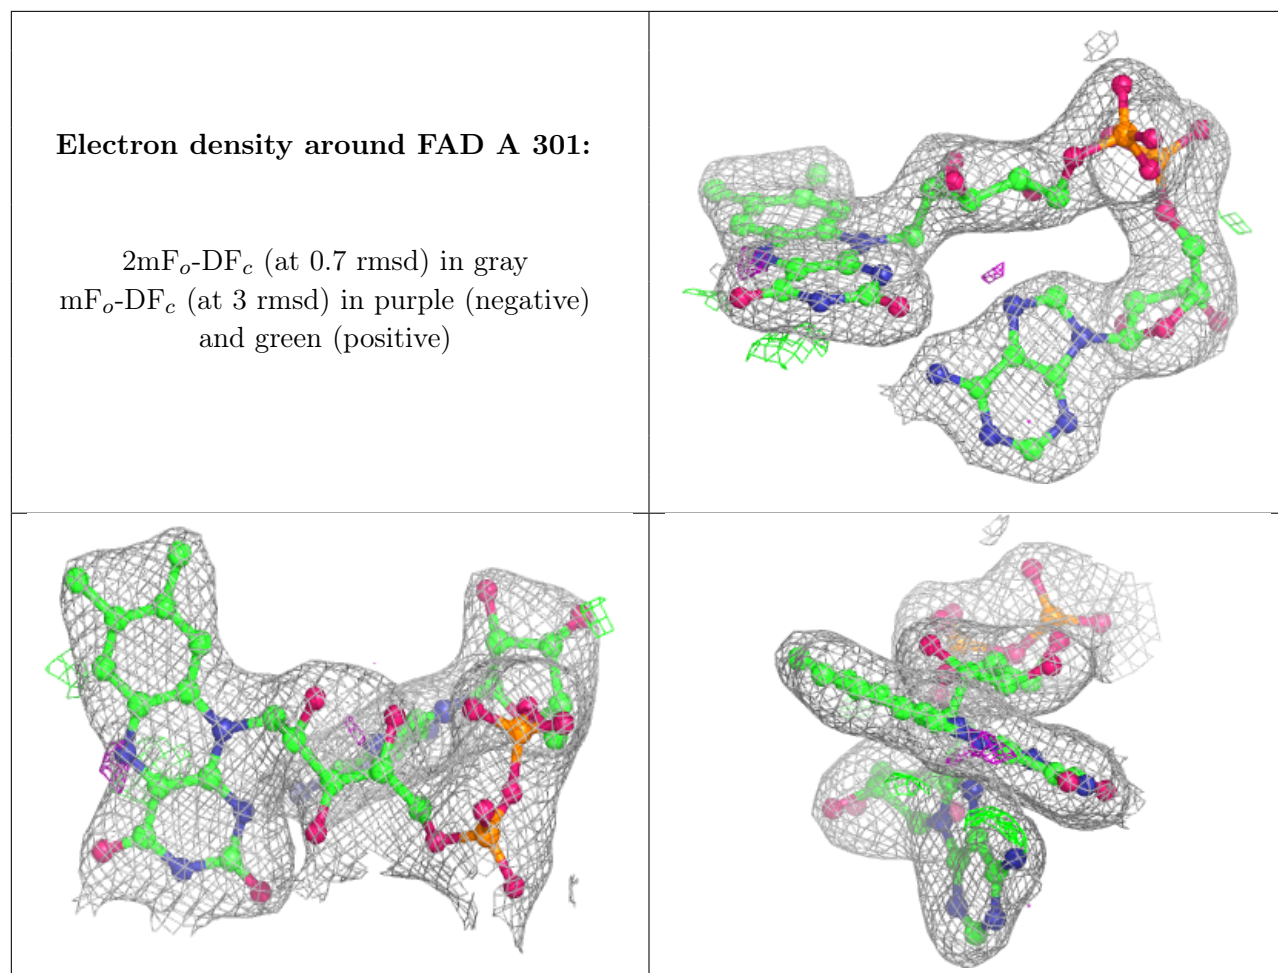 Electron density around FAD A 301:
2mFo-DFc (at 0.7 rmsd) in gray
mFo-DFc (at 3 rmsd) in purple (negative)
and green (positive)